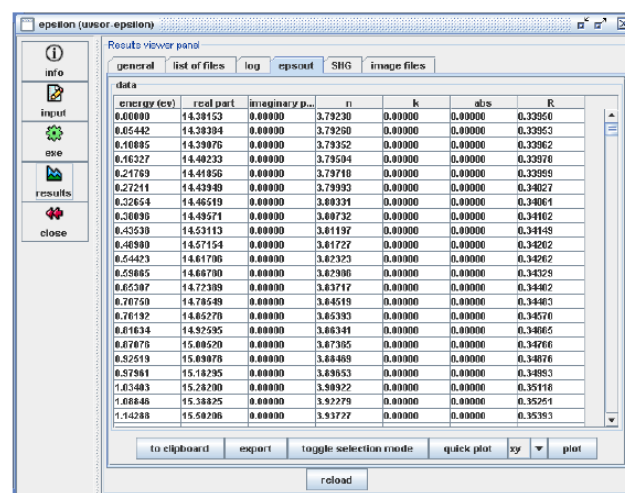 epsilon (uvsor-epsilon)
info
input
exe
results
close
Results viewer panel
general list of files log epsout SHG image files
data
energy (ev) real part imaginary p... n k abs R
0.00000 14.38153 0.00000 3.79230 0.00000 0.00000 0.33950
0.05442 14.38384 0.00000 3.79260 0.00000 0.00000 0.33953
0.10885 14.39076 0.00000 3.79352 0.00000 0.00000 0.33962
0.16327 14.40233 0.00000 3.79504 0.00000 0.00000 0.33978
0.21769 14.41856 0.00000 3.79718 0.00000 0.00000 0.33999
0.27211 14.43949 0.00000 3.79993 0.00000 0.00000 0.34027
0.32654 14.46519 0.00000 3.80331 0.00000 0.00000 0.34061
0.38096 14.49571 0.00000 3.80732 0.00000 0.00000 0.34102
0.43538 14.53113 0.00000 3.81197 0.00000 0.00000 0.34149
0.48980 14.57154 0.00000 3.81727 0.00000 0.00000 0.34202
0.54423 14.61706 0.00000 3.82323 0.00000 0.00000 0.34262
0.59865 14.66780 0.00000 3.82986 0.00000 0.00000 0.34329
0.65307 14.72389 0.00000 3.83717 0.00000 0.00000 0.34402
0.70750 14.78549 0.00000 3.84519 0.00000 0.00000 0.34483
0.76192 14.85278 0.00000 3.85393 0.00000 0.00000 0.34570
0.81634 14.92595 0.00000 3.86341 0.00000 0.00000 0.34665
0.87076 15.00520 0.00000 3.87365 0.00000 0.00000 0.34766
0.92519 15.09078 0.00000 3.88469 0.00000 0.00000 0.34876
0.97961 15.18295 0.00000 3.89653 0.00000 0.00000 0.34993
1.03403 15.28200 0.00000 3.90922 0.00000 0.00000 0.35118
1.08846 15.38825 0.00000 3.92279 0.00000 0.00000 0.35251
1.14288 15.50206 0.00000 3.93727 0.00000 0.00000 0.35393
to clipboard export toggle selection mode quick plot xy plot
reload